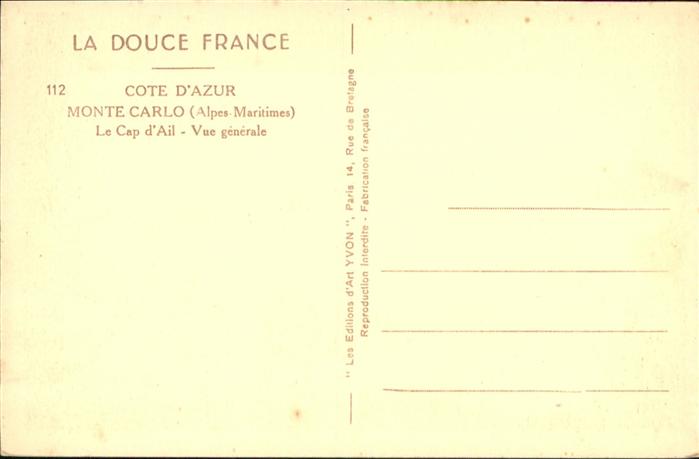 LA DOUCE FRANCE
112 COTE D'AZUR
MONTE CARLO (Alpes-Maritimes)
Le Cap d'Ail - Vue générale
" Les Editions d'Art YVON ", Paris 14, Rue de Bretagne
Reproduction Interdite - Fabrication française